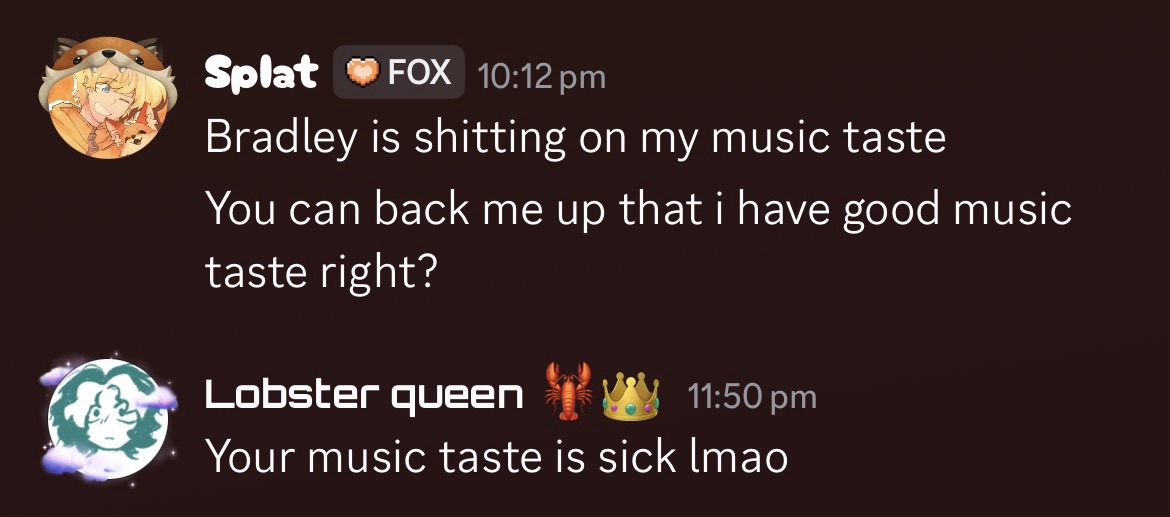 Splat 🧡 FOX 10:12 pm
Bradley is shitting on my music taste
You can back me up that i have good music
taste right?
Lobster queen 🦞👑 11:50 pm
Your music taste is sick lmao